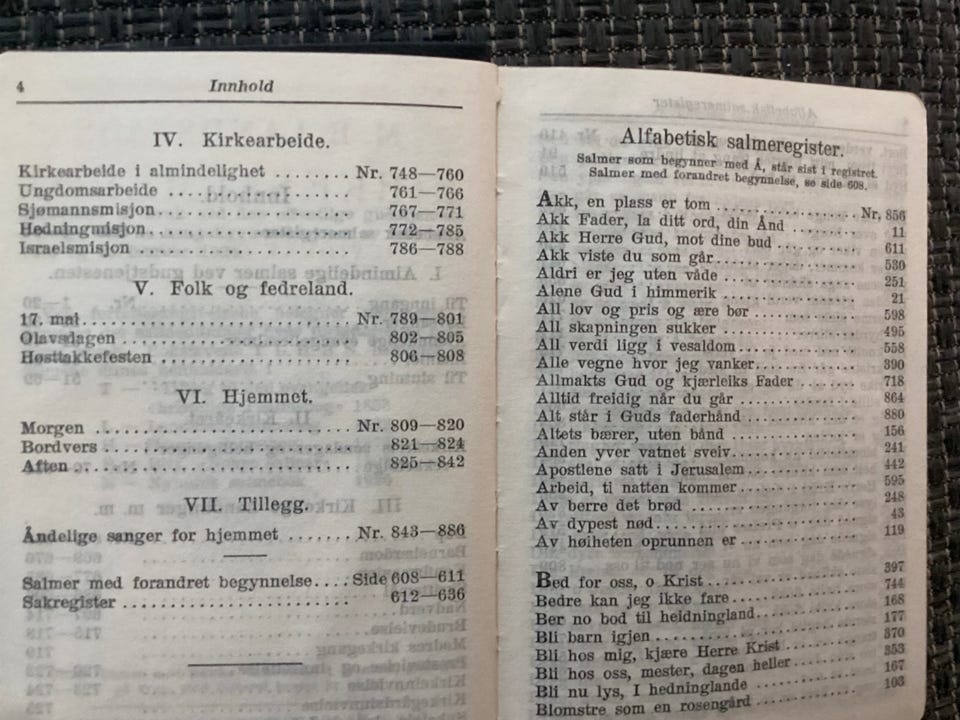 4 Innhold
IV. Kirkearbeide.
Kirkearbeide i almindelighet ........ Nr. 748—760
Ungdomsarbeide .................... 761—766
Sjømannsmisjon..................... 767—771
Hedningmisjon...................... 772—785
Israelsmisjon ...................... 786—788
V. Folk og fedreland.
17. mai............................ Nr. 789—801
Olavsdagen ........................ 802—805
Høsttakkefesten .................... 806—808
VI. Hjemmet.
Morgen ........................... Nr. 809—820
Bordvers .......................... 821—824
Aften ............................. 825—842
VII. Tillegg.
Åndelige sanger for hjemmet ....... Nr. 843—886
Salmer med forandret begynnelse.... Side 608—611
Sakregister ........................ 612—636
Alfabetisk salmeregister.
Salmer som begynner med Å, står sist i registret.
Salmer med forandret begynnelse, se side 608.
Akk, en plass er tom ................ Nr. 856
Akk Fader, la ditt ord, din Ånd ........ 11
Akk Herre Gud, mot dine bud ........ 611
Akk viste du som går ................ 530
Aldri er jeg uten våde ................ 251
Alene Gud i himmerik ................ 21
All lov og pris og ære bør ............ 598
All skapningen sukker ................ 495
All verdi ligg i vesaldom .............. 558
Alle vegne hvor jeg vanker............ 390
Allmakts Gud og kjærleiks Fader ...... 718
Alltid freidig når du går .............. 864
Alt står i Guds faderhånd ............ 880
Altets bærer, uten bånd .............. 156
Anden yver vatnet sveiv.............. 241
Apostlene satt i Jerusalem............ 442
Arbeid, ti natten kommer.............. 595
Av berre det brød .................... 248
Av dypest nød ...................... 43
Av høiheten oprunnen er .............. 119
Bed for oss, o Krist .................. 397
Bedre kan jeg ikke fare................ 744
Ber no bod til heidningland............ 168
Bli barn igjen ...................... 177
Bli hos mig, kjære Herre Krist ........ 370
Bli hos oss, mester, dagen heller ...... 353
Bli nu lys, I hedninglande ............ 167
Blomstre som en rosengård ............ 103